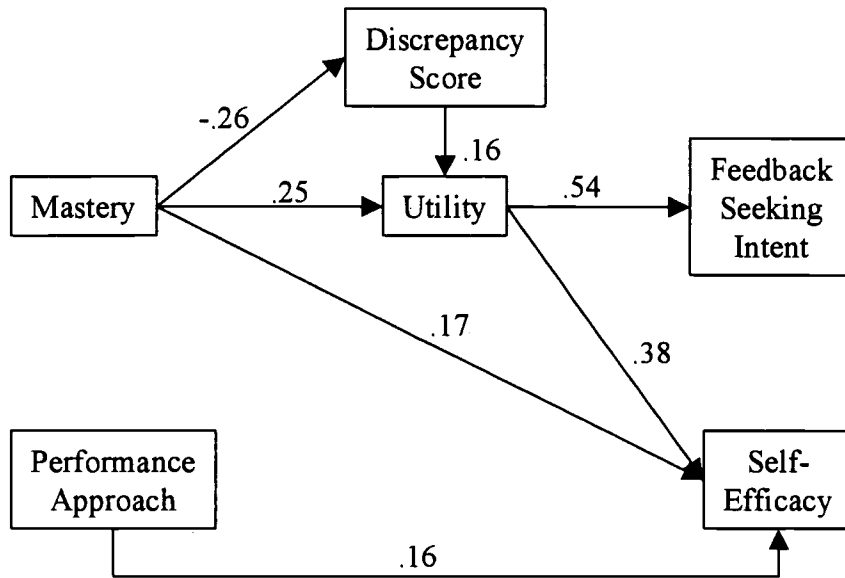 Discrepancy
Score
-.26
.16
Mastery
.25
Utility
.54
Feedback
Seeking
Intent
.17
.38
Performance
Approach
Self-
Efficacy
.16